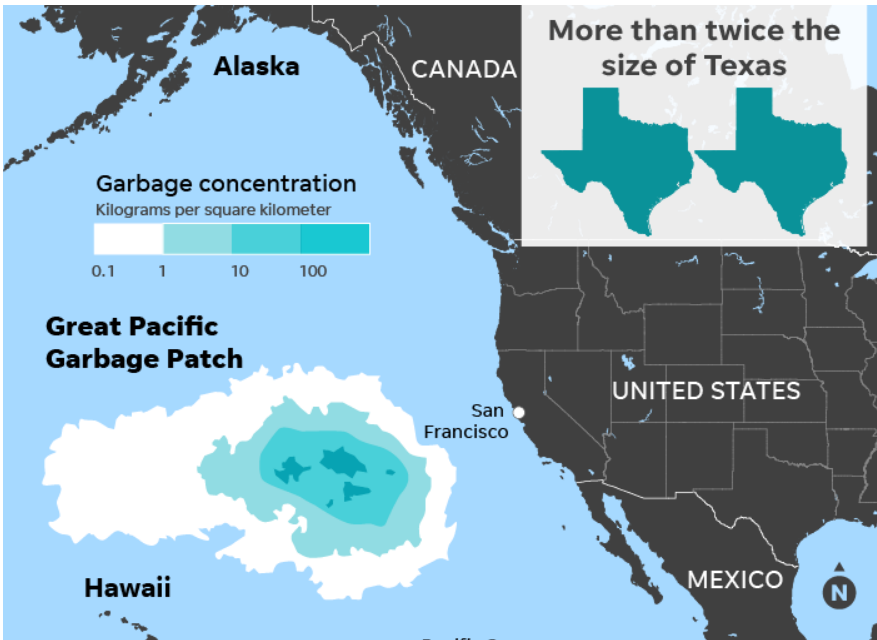 More than twice the
size of Texas
Alaska
CANADA
Garbage concentration
Kilograms per square kilometer
0.1 1 10 100
Great Pacific
Garbage Patch
UNITED STATES
San
Francisco
Hawaii
MEXICO
N